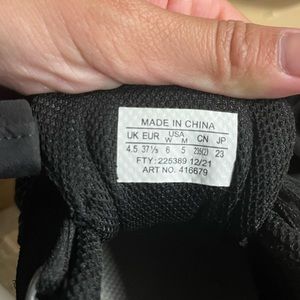 MADE IN CHINA
UK EUR USA W M CN JP
4.5 37⅓ 6 5 235(2) 23
FTY: 225389 12/21
ART NO. 416679